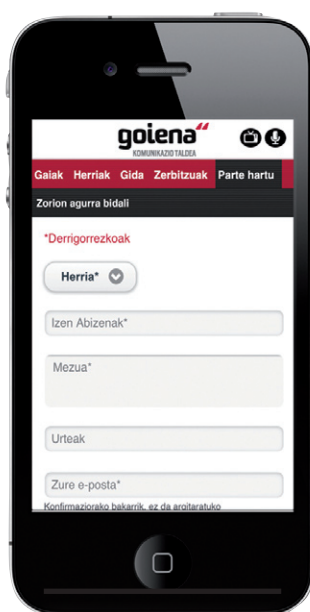 goiena
KOMUNIKAZIO TALDEA
Gaiak Herriak Gida Zerbitzuak Parte hartu
Zorion agurra bidali
*Derrigorrezkoak
Herria*
Izen Abizenak*
Mezua*
Urteak
Zure e-posta*
Konfirmaziorako bakarrik, ez da argitaratuko